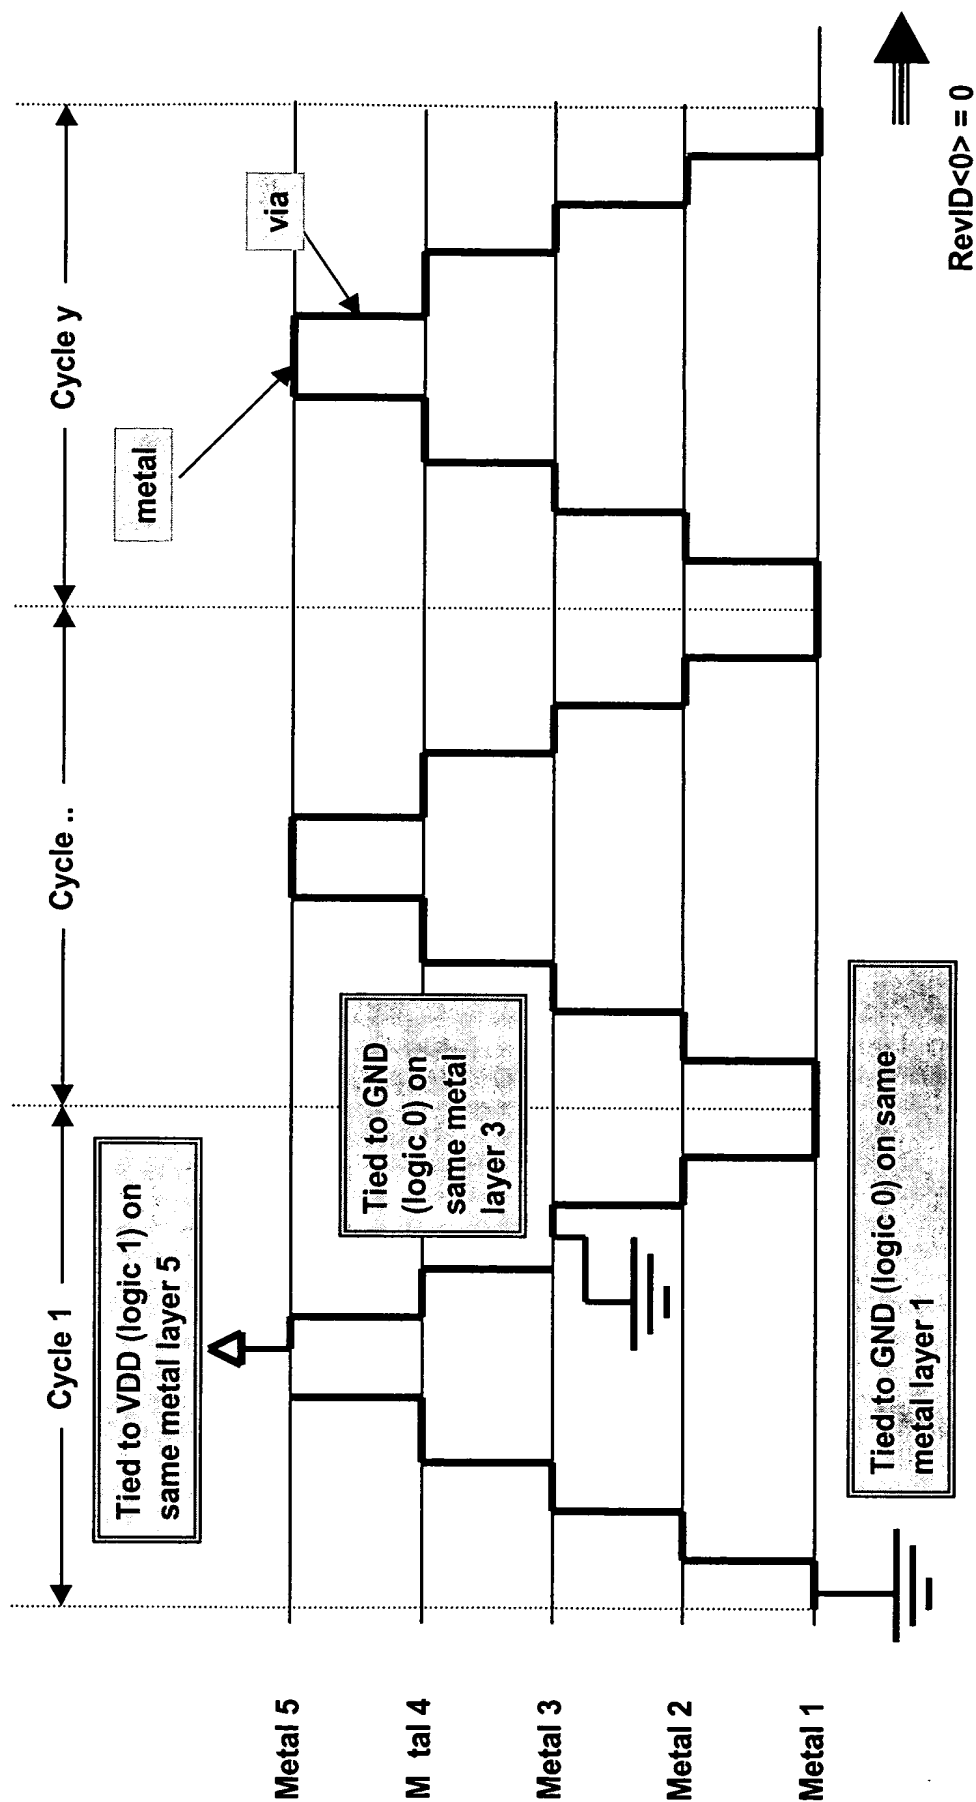 Cycle 1
Cycle ..
Cycle y
Tied to VDD (logic 1) on
same metal layer 5
metal
via
Metal 5
M tal 4
Tied to GND
(logic 0) on
same metal
layer 3
Metal 3
Metal 2
Metal 1
Tied to GND (logic 0) on same
metal layer 1
RevID<0> = 0